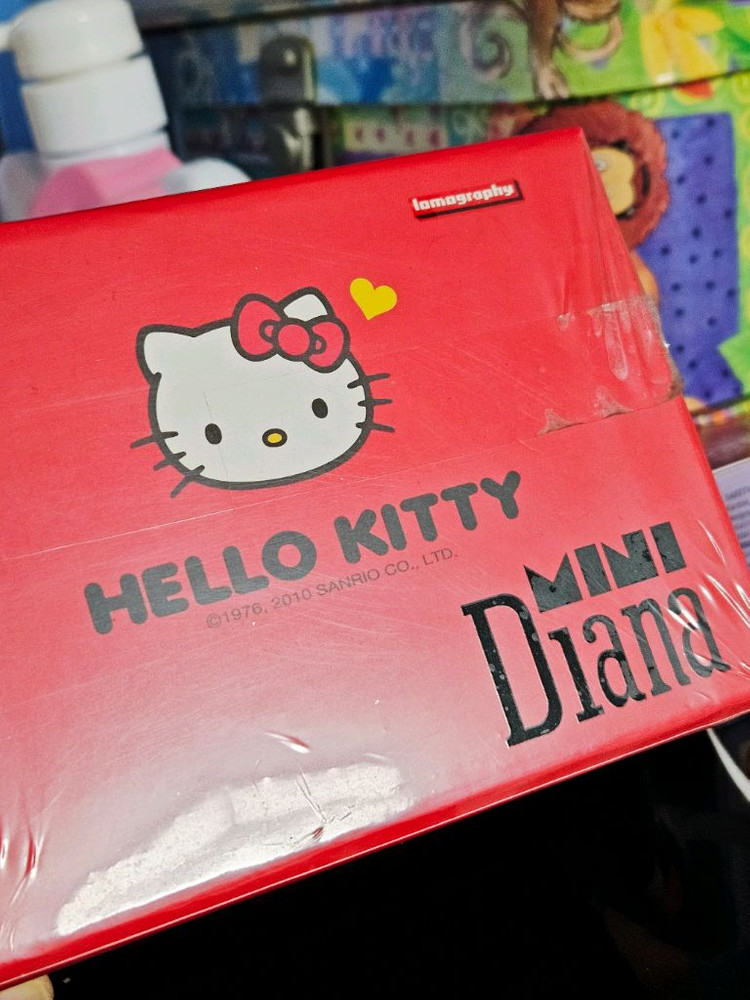 lomography
HELLO KITTY
©1976, 2010 SANRIO CO., LTD.
MINI
Diana